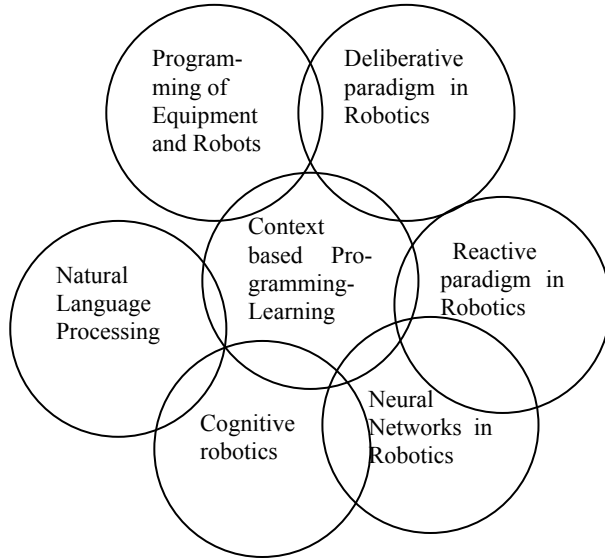 Program-
ming of
Equipment
and Robots
Deliberative
paradigm in
Robotics
Context
based Pro-
gramming-
Learning
Reactive
paradigm in
Robotics
Natural
Language
Processing
Cognitive
robotics
Neural
Networks in
Robotics